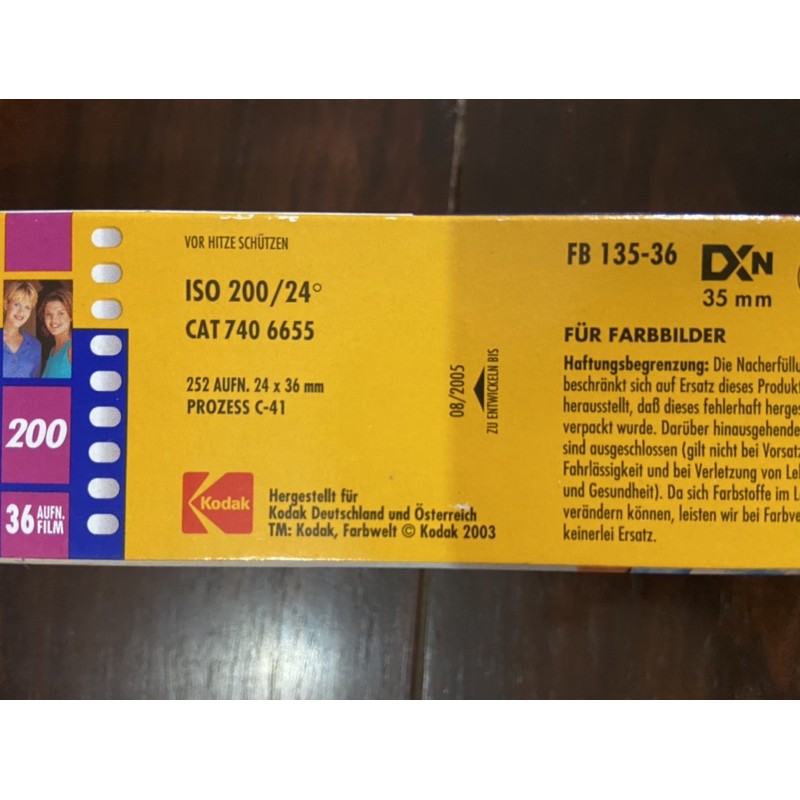 VOR HITZE SCHÜTZEN
ISO 200/24°
CAT 740 6655
252 AUFN. 24 x 36 mm
PROZESS C-41
200
36 AUFN.
FILM
Kodak
Hergestellt für
Kodak Deutschland und Österreich
TM: Kodak, Farbwelt © Kodak 2003
08/2005
ZU ENTWICKELN BIS
FB 135-36
DXN
35 mm
FÜR FARBBILDER
Haftungsbegrenzung: Die Nacherfüllu
beschränkt sich auf Ersatz dieses Produkt
herausstellt, daß dieses fehlerhaft herges
verpackt wurde. Darüber hinausgehende
sind ausgeschlossen (gilt nicht bei Vorsatz
Fahrlässigkeit und bei Verletzung von Le
und Gesundheit). Da sich Farbstoffe im L
verändern können, leisten wir bei Farbve
keinerlei Ersatz.